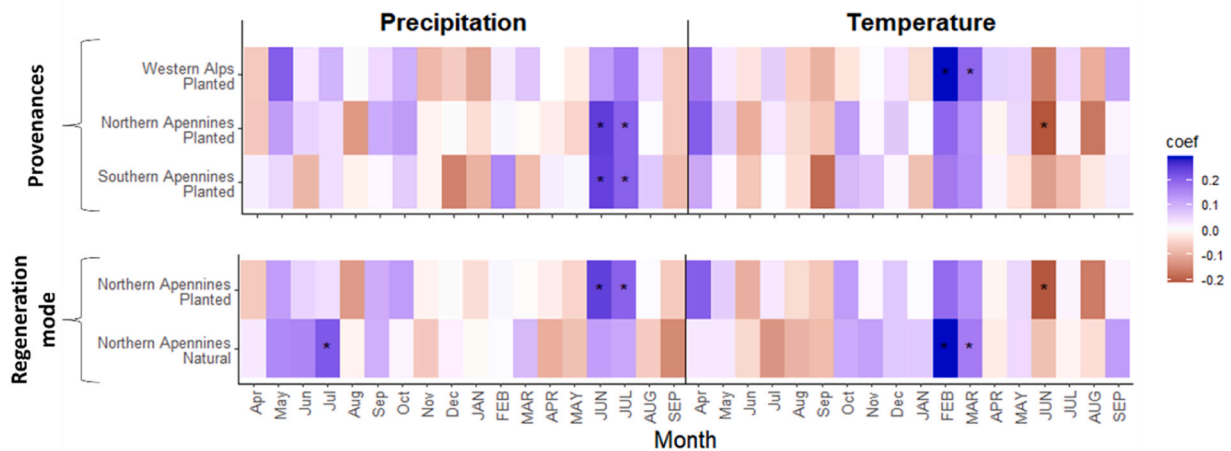 Precipitation
Temperature
Provenances
Western Alps
Planted
Northern Apennines
Planted
* * *
Southern Apennines
Planted
* *
Regeneration
mode
Northern Apennines
Planted
* * *
Northern Apennines
Natural
* * *
Apr May Jun Jul Aug Sep Oct Nov Dec JAN FEB MAR APR MAY JUN JUL AUG SEP Apr May Jun Jul Aug Sep Oct Nov Dec JAN FEB MAR APR MAY JUN JUL AUG SEP
Month
coef
0.2
0.1
0.0
-0.1
-0.2